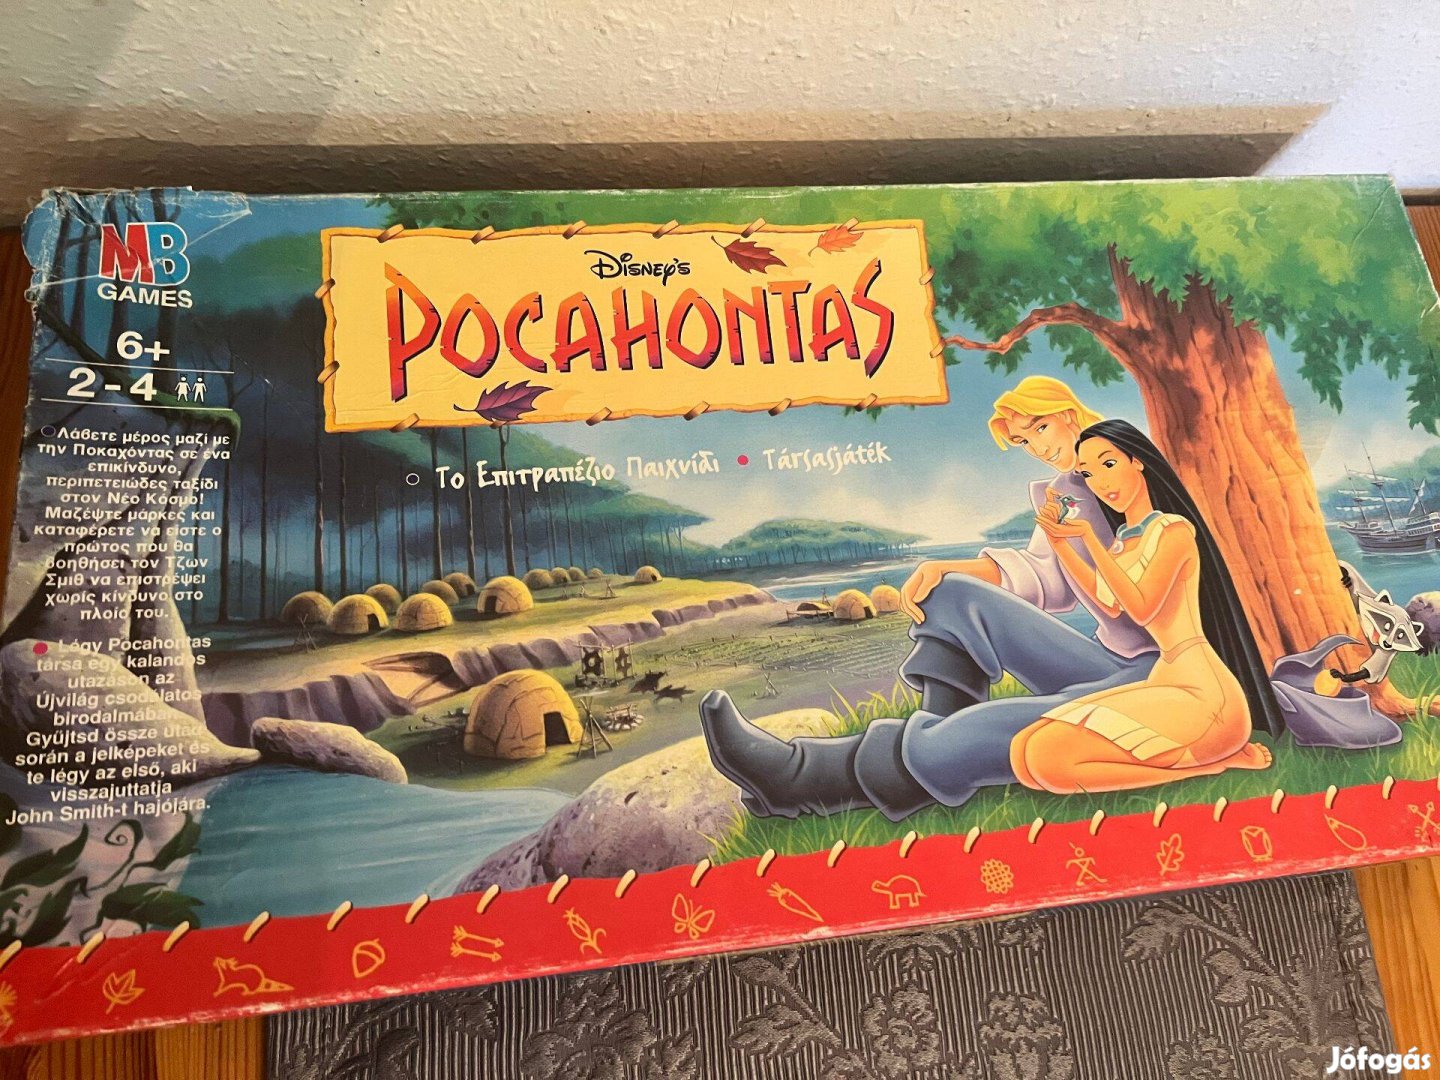 MB
GAMES
6+
2-4
Λάβετε μέρος μαζί με
την Ποκαχόντας σε ένα
επικίνδυνο,
περιπετειώδες ταξίδι
στον Νέο Κόσμο!
Μαζέψτε μάρκες και
καταφέρετε να είστε ο
πρώτος που θα
βοηθήσει τον Τζων
Σμιθ να επιστρέψει
χωρίς κίνδυνο στο
πλοίο του.
Légy Pocahontas
társa egy kalandos
utazáson az
Újvilág csodálatos
birodalmában.
Gyűjtsd össze utad
során a jelképeket és
te légy az első, aki
visszajuttatja
John Smith-t hajójára.
Disney's
POCAHONTAS
Το Επιτραπέζιο Παιχνίδι • Társasjáték
Jófogás